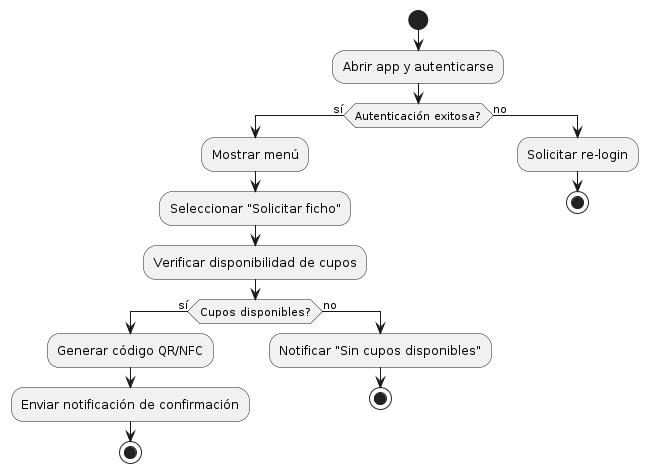 Abrir app y autenticarse
sí
Autenticación exitosa?
no
Mostrar menú
Solicitar re-login
Seleccionar "Solicitar ficho"
Verificar disponibilidad de cupos
sí
Cupos disponibles?
no
Generar código QR/NFC
Notificar "Sin cupos disponibles"
Enviar notificación de confirmación